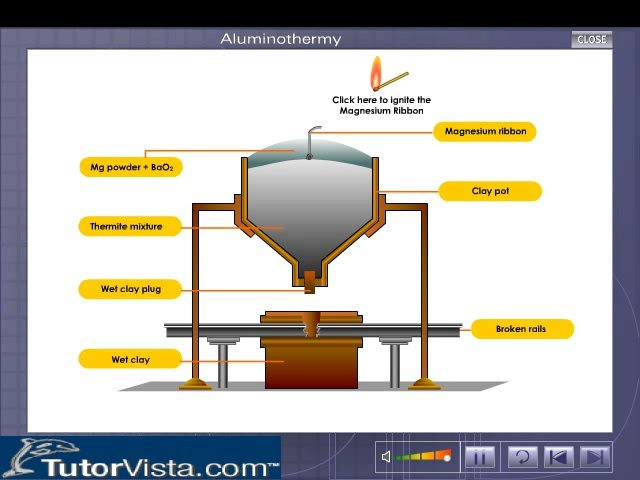 Aluminothermy
CLOSE
Click here to ignite the
Magnesium Ribbon
Magnesium ribbon
Mg powder + BaO₂
Clay pot
Thermite mixture
Wet clay plug
Broken rails
Wet clay
TutorVista.com™